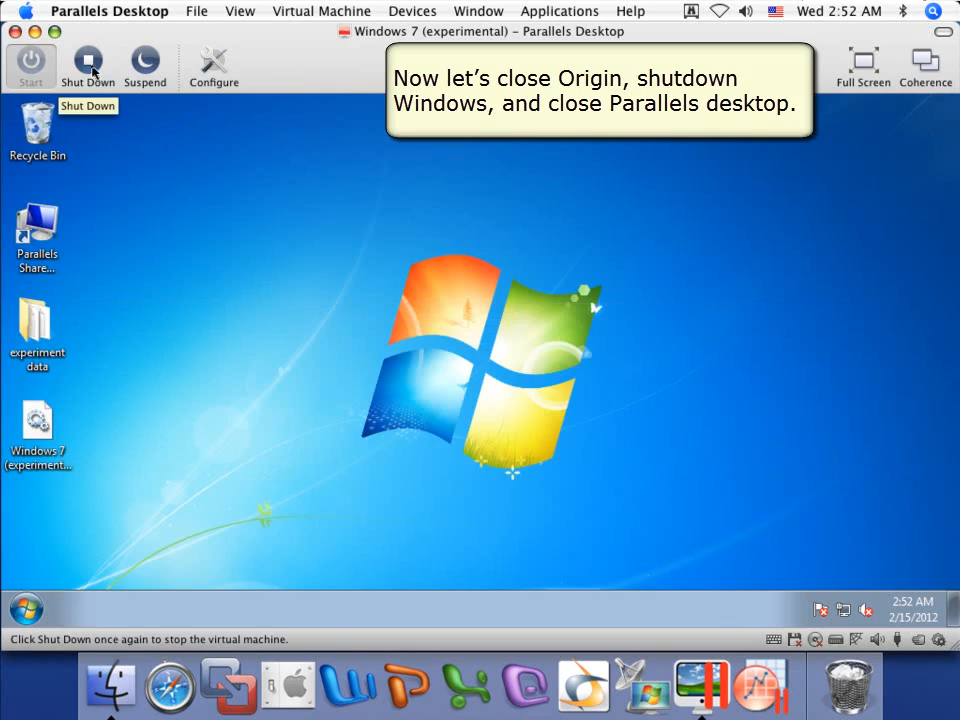 Parallels Desktop File View Virtual Machine Devices Window Applications Help Wed 2:52 AM
Windows 7 (experimental) – Parallels Desktop
Start Shut Down Suspend Configure Full Screen Coherence
Shut Down
Now let's close Origin, shutdown
Windows, and close Parallels desktop.
Recycle Bin
Parallels
Share...
experiment
data
Windows 7
(experiment...
2:52 AM
2/15/2012
Click Shut Down once again to stop the virtual machine.